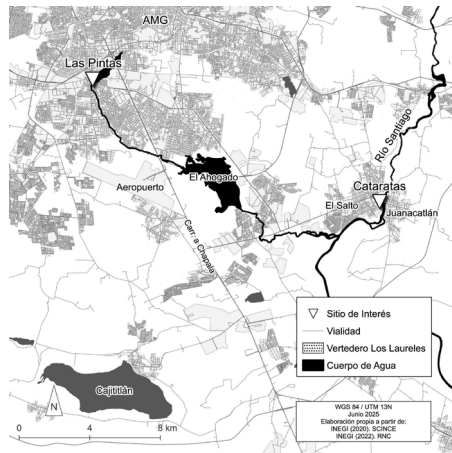 AMG
Las Pintas
Río Santiago
El Ahogado
Aeropuerto
Cataratas
El Salto
Juanacatlán
Carr. a Chapala
Sitio de Interés
Vialidad
Vertedero Los Laureles
Cuerpo de Agua
Cajititlán
N
0 4 8 km
WGS 84 / UTM 13N
Junio 2025
Elaboración propia a partir de:
INEGI (2020). SCINCE
INEGI (2022). RNC